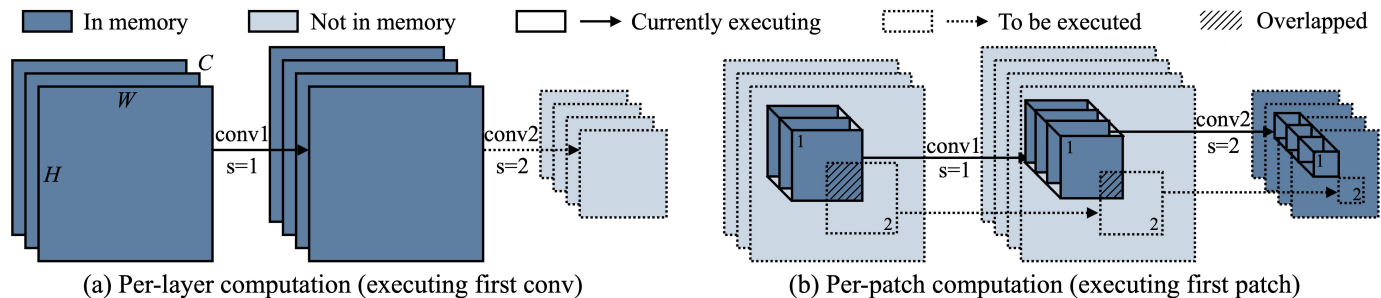 In memory
Not in memory
Currently executing
To be executed
Overlapped
C
W
H
conv1
s=1
conv2
s=2
1
2
conv1
s=1
1
2
conv2
s=2
1
2
(a) Per-layer computation (executing first conv)
(b) Per-patch computation (executing first patch)